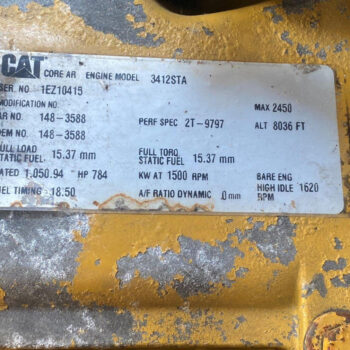 CAT CORE AR ENGINE MODEL 3412STA
SER. NO 1EZ10415
MODIFICATION NO. MAX 2450
AR NO. 148-3588 PERF SPEC 2T-9797 ALT 8036 FT
OEM NO. 148-3588
FULL LOAD STATIC FUEL. 15.37 mm FULL TORQ STATIC FUEL 15.37 mm
RATED 1,050.94 HP 784 KW AT 1500 RPM BARE ENG HIGH IDLE 1620 RPM
FUEL TIMING 18.50 A/F RATIO DYNAMIC .0 mm